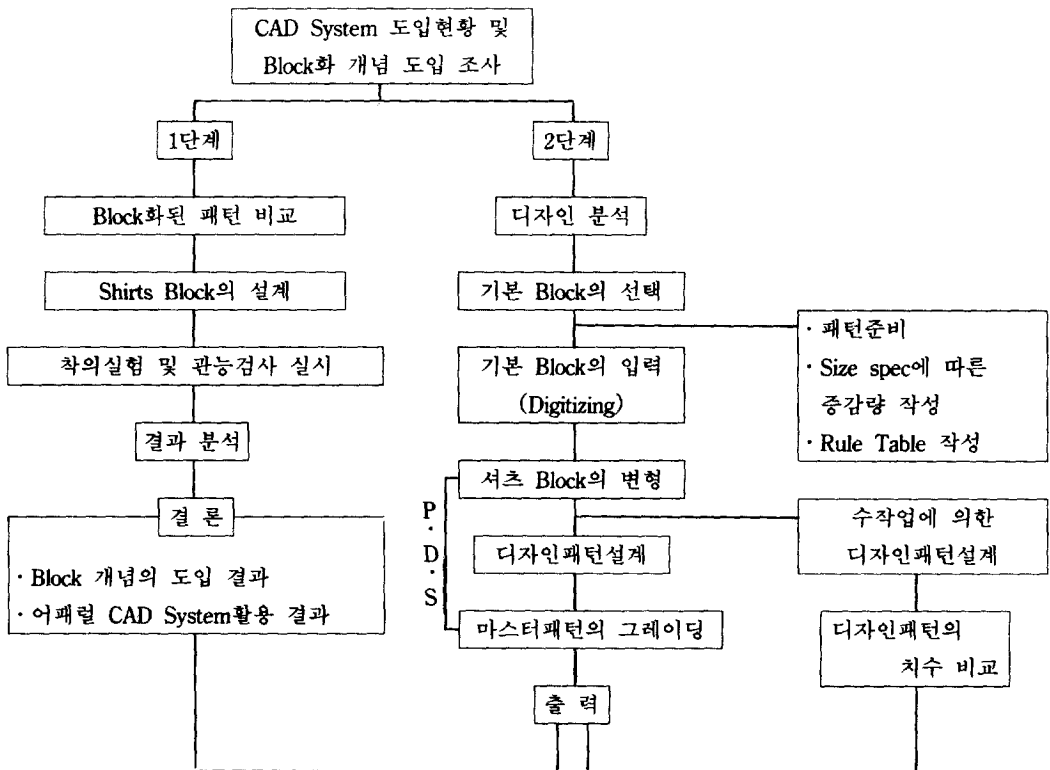 CAD System 도입현황 및
Block화 개념 도입 조사
1단계
Block화된 패턴 비교
Shirts Block의 설계
착의실험 및 관능검사 실시
결과 분석
결 론
· Block 개념의 도입 결과
· 어패럴 CAD System활용 결과
2단계
디자인 분석
기본 Block의 선택
· 패턴준비
· Size spec에 따른
증감량 작성
· Rule Table 작성
기본 Block의 입력
(Digitizing)
P·D·S
셔츠 Block의 변형
디자인패턴설계
마스터패턴의 그레이딩
수작업에 의한
디자인패턴설계
디자인패턴의
치수 비교
출 력